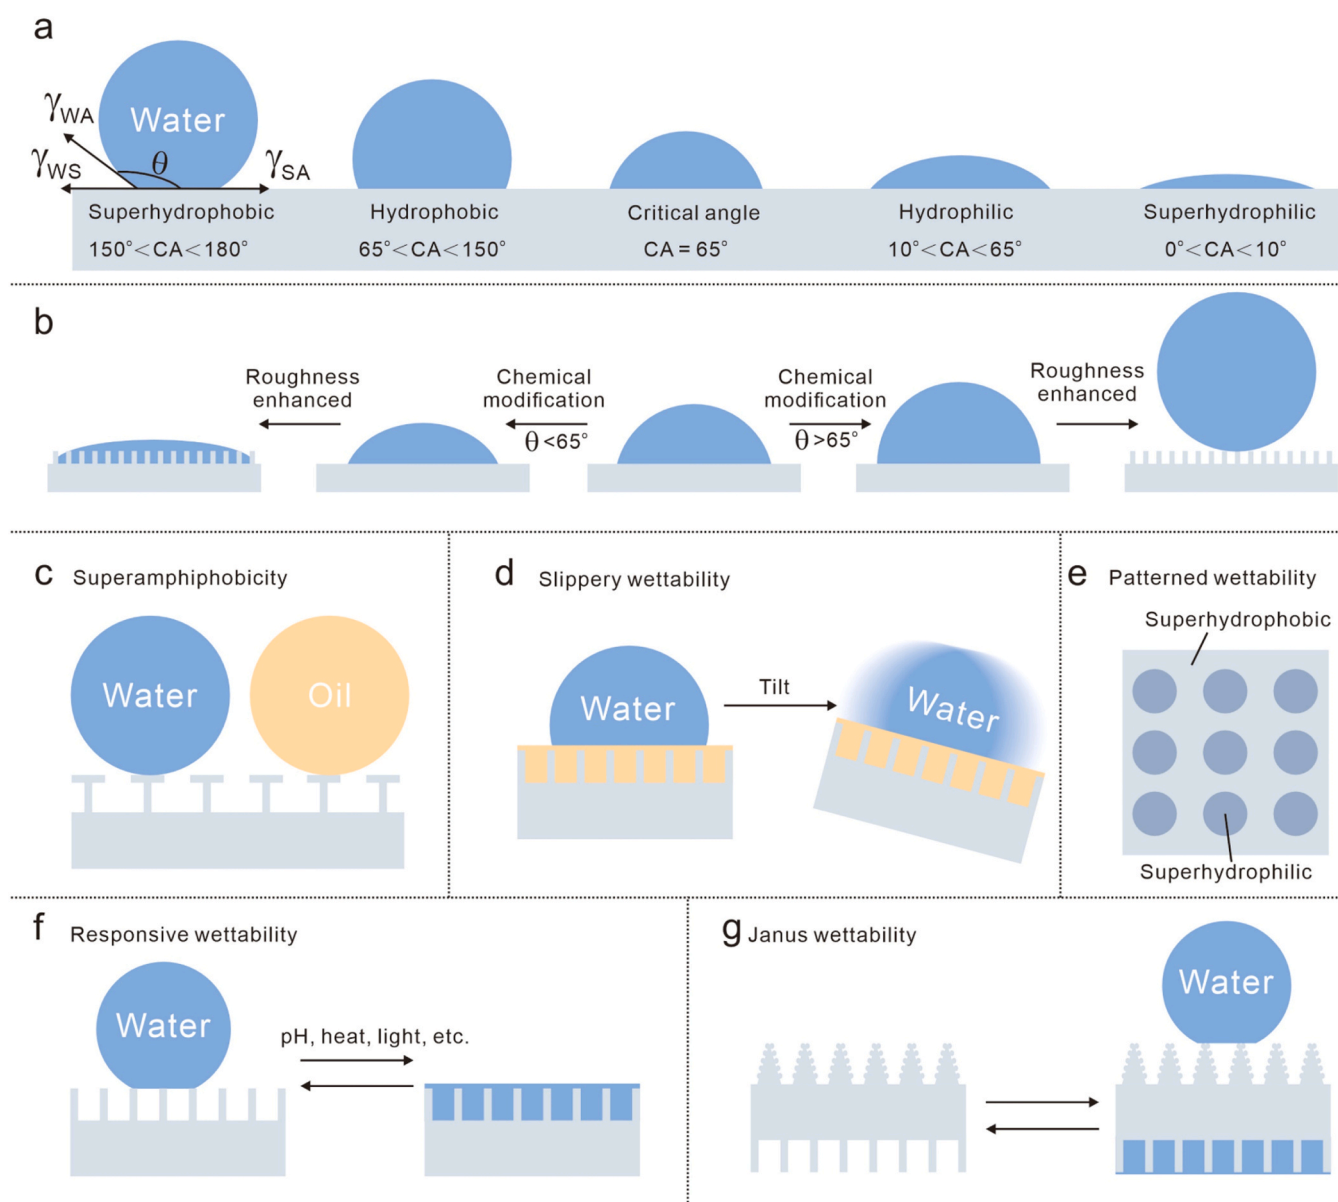 a
Water
γWA
θ
γWS
γSA
Superhydrophobic
Hydrophobic
Critical angle
Hydrophilic
Superhydrophilic
150°<CA<180°
65°<CA<150°
CA = 65°
10°<CA<65°
0°<CA<10°
b
Roughness
enhanced
Chemical
modification
θ<65°
Chemical
modification
θ>65°
Roughness
enhanced
c Superamphiphobicity
Water
Oil
d Slippery wettability
Water
Tilt
Water
e Patterned wettability
Superhydrophobic
Superhydrophilic
f Responsive wettability
Water
pH, heat, light, etc.
g Janus wettability
Water